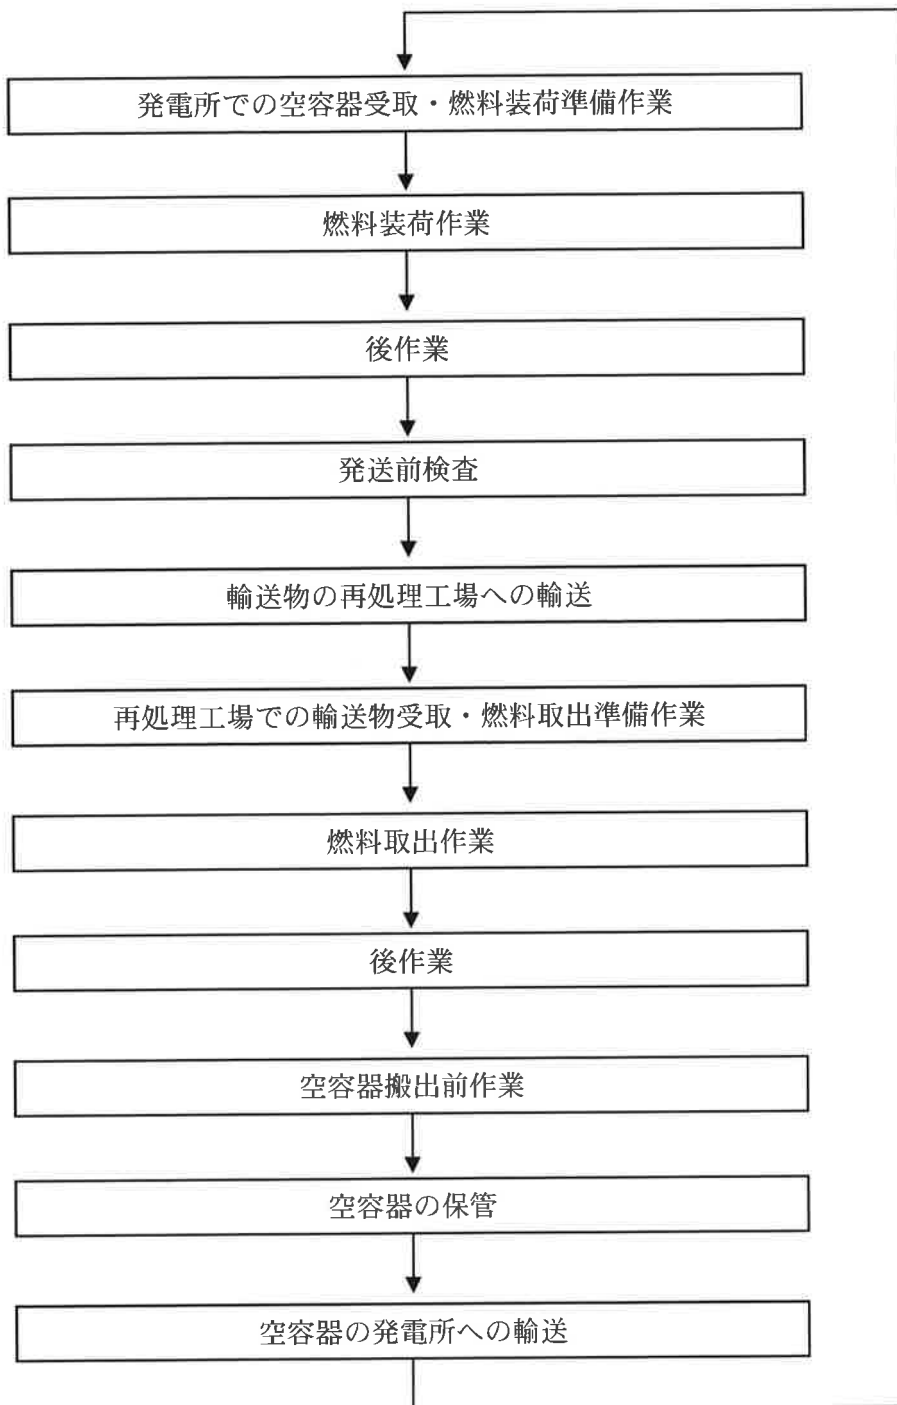 発電所での空容器受取・燃料装荷準備作業
燃料装荷作業
後作業
発送前検査
輸送物の再処理工場への輸送
再処理工場での輸送物受取・燃料取出準備作業
燃料取出作業
後作業
空容器搬出前作業
空容器の保管
空容器の発電所への輸送